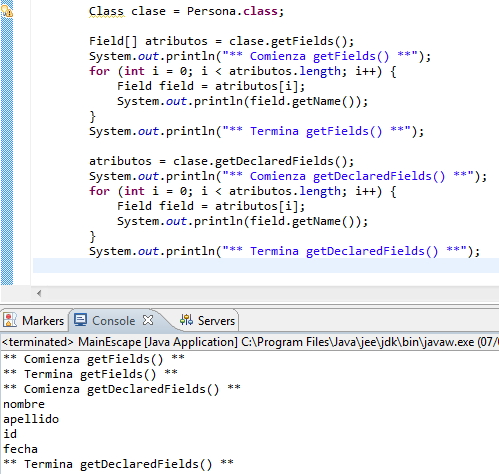 Class clase = Persona.class;
Field[] atributos = clase.getFields();
System.out.println("** Comienza getFields() **");
for (int i = 0; i < atributos.length; i++) {
Field field = atributos[i];
System.out.println(field.getName());
}
System.out.println("** Termina getFields() **");
atributos = clase.getDeclaredFields();
System.out.println("** Comienza getDeclaredFields() **");
for (int i = 0; i < atributos.length; i++) {
Field field = atributos[i];
System.out.println(field.getName());
}
System.out.println("** Termina getDeclaredFields() **");
Markers Console Servers
<terminated> MainEscape [Java Application] C:\Program Files\Java\jee\jdk\bin\javaw.exe (07/
** Comienza getFields() **
** Termina getFields() **
** Comienza getDeclaredFields() **
nombre
apellido
id
fecha
** Termina getDeclaredFields() **